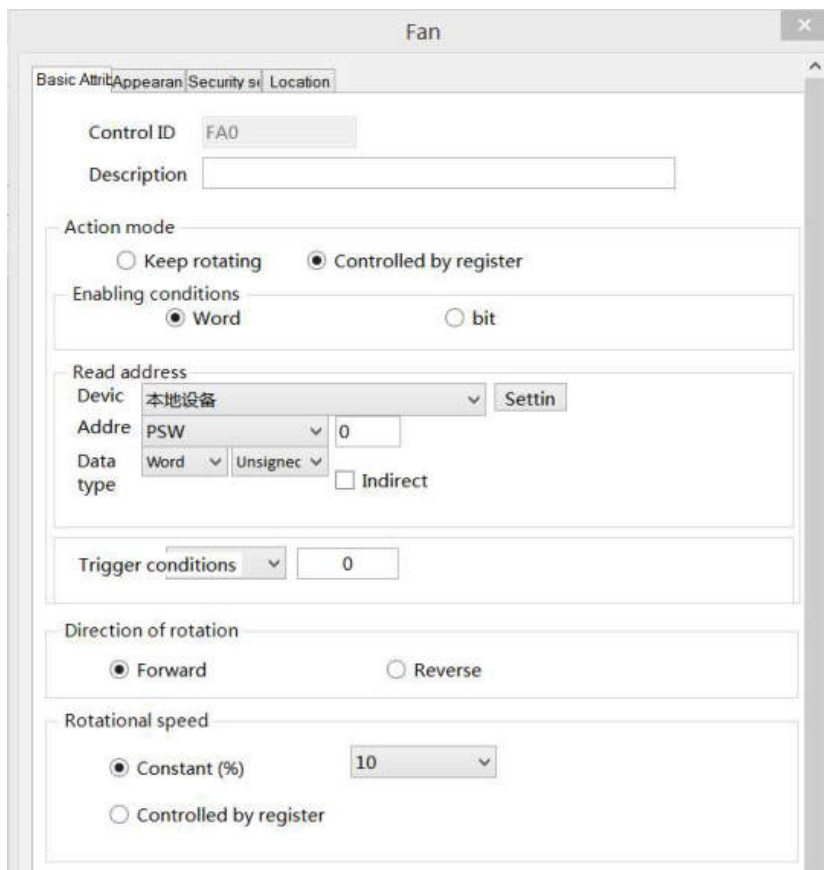 Fan
Basic Attrib Appearan Security se Location
Control ID FA0
Description
Action mode
Keep rotating Controlled by register
Enabling conditions
Word bit
Read address
Devic 本地设备 Settin
Addre PSW 0
Data type Word Unsignec
Indirect
Trigger conditions 0
Direction of rotation
Forward Reverse
Rotational speed
Constant (%) 10
Controlled by register